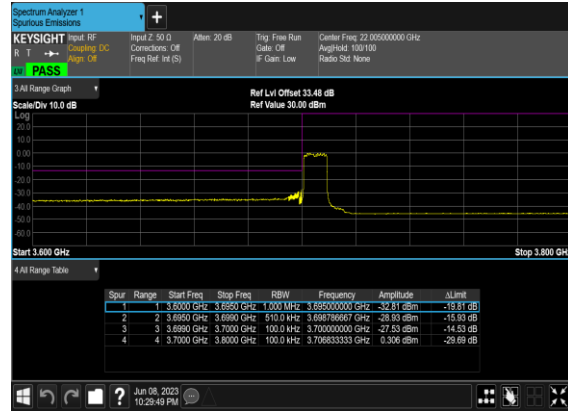 Spectrum Analyzer 1
Spurious Emissions
KEYSIGHT
R T
PASS
Input: RF
Coupling: DC
Align: Off
Input Z: 50 Ω
Corrections: Off
Freq Ref: Int (S)
Atten: 20 dB
Trig: Free Run
Gate: Off
IF Gain: Low
Center Freq: 22.005000000 GHz
Avg|Hold: 100/100
Radio Std: None
3 All Range Graph
Scale/Div 10.0 dB
Ref Lvl Offset 33.48 dB
Ref Value 30.00 dBm
Log
20.0
10.0
0.00
-10.0
-20.0
-30.0
-40.0
-50.0
-60.0
Start 3.600 GHz
Stop 3.800 GHz
4 All Range Table
Spur Range Start Freq Stop Freq RBW Frequency Amplitude ΔLimit
1 1 3.6000 GHz 3.6950 GHz 1.000 MHz 3.695000000 GHz -32.81 dBm -19.81 dB
2 2 3.6950 GHz 3.6990 GHz 510.0 kHz 3.698786667 GHz -28.93 dBm -15.93 dB
3 3 3.6990 GHz 3.7000 GHz 100.0 kHz 3.700000000 GHz -27.53 dBm -14.53 dB
4 4 3.7000 GHz 3.8000 GHz 100.0 kHz 3.706833333 GHz 0.306 dBm -29.69 dB
?
Jun 08, 2023
10:29:49 PM